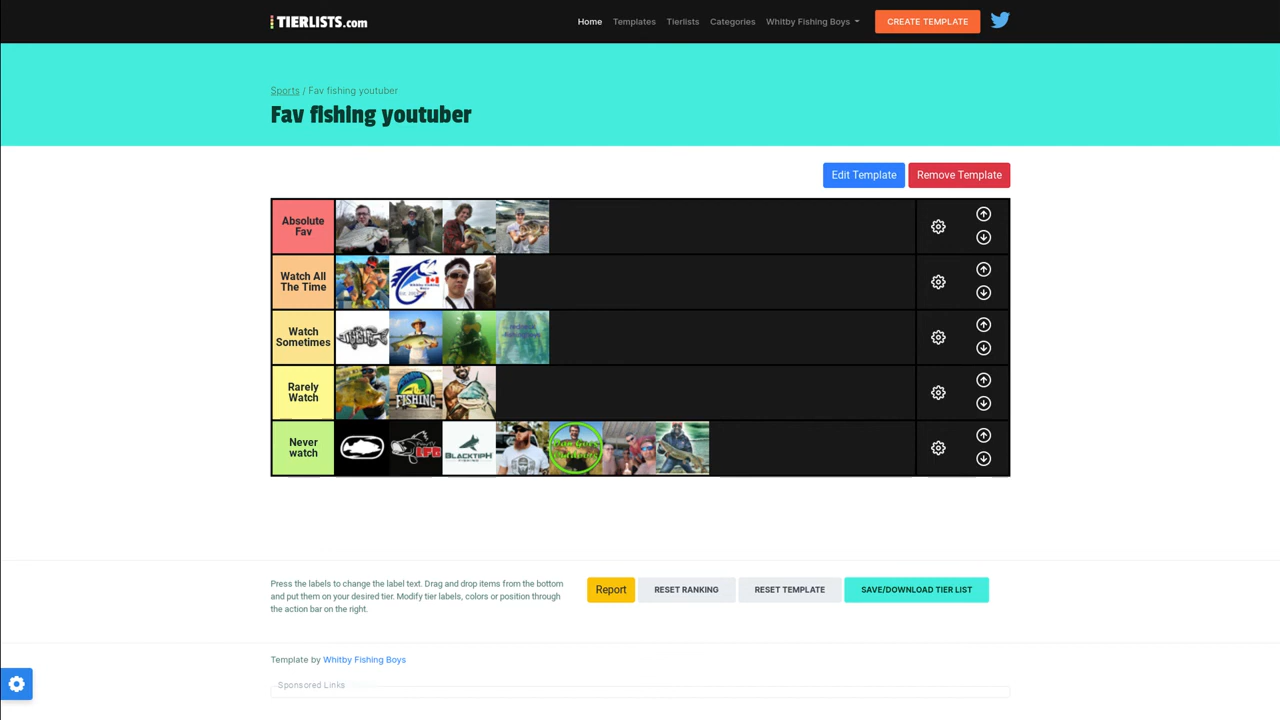 TIERLISTS.com
Home Templates Tierlists Categories Whitby Fishing Boys CREATE TEMPLATE
Sports / Fav fishing youtuber
Fav fishing youtuber
Edit Template Remove Template
Absolute
Fav
Watch All
The Time
Watch
Sometimes
Rarely
Watch
FISHING
Never
watch
LFG
BLACKTIPH
FISHING
Press the labels to change the label text. Drag and drop items from the bottom
and put them on your desired tier. Modify tier labels, colors or position through
the action bar on the right.
Report RESET RANKING RESET TEMPLATE SAVE/DOWNLOAD TIER LIST
Template by Whitby Fishing Boys
Sponsored Links